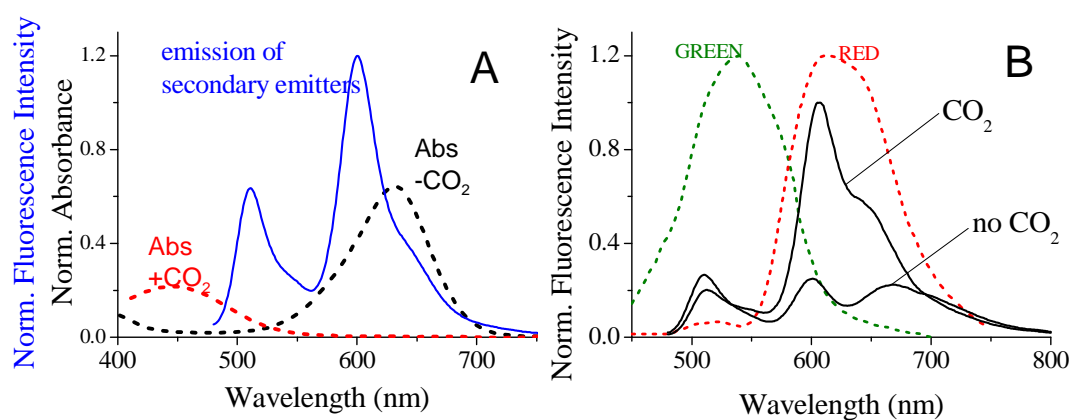 Norm. Fluorescence Intensity
Norm. Absorbance
1.2
0.8
0.4
0.0
emission of
secondary emitters
A
Abs
-CO₂
Abs
+CO₂
400
500
600
700
Wavelength (nm)
Norm. Fluorescence Intensity
1.2
0.8
0.4
0.0
GREEN
RED
B
CO₂
no CO₂
500
600
700
800
Wavelength (nm)